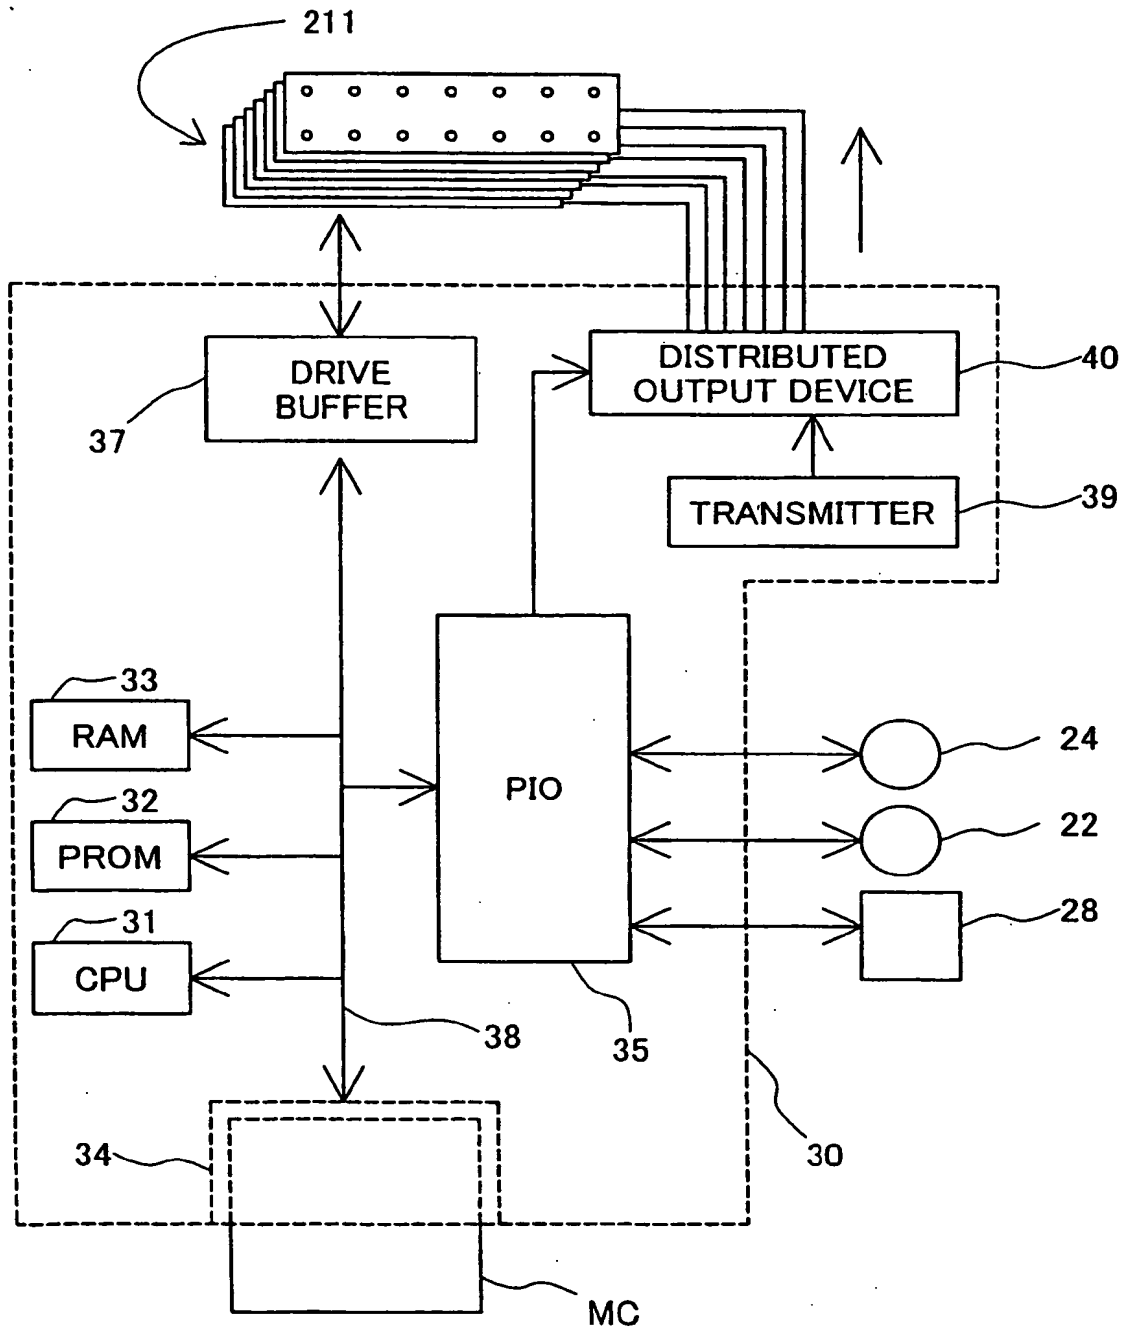 211
DISTRIBUTED
OUTPUT DEVICE
40
DRIVE
BUFFER
37
TRANSMITTER
39
33
RAM
24
PIO
32
PROM
22
31
CPU
28
38
35
34
30
MC